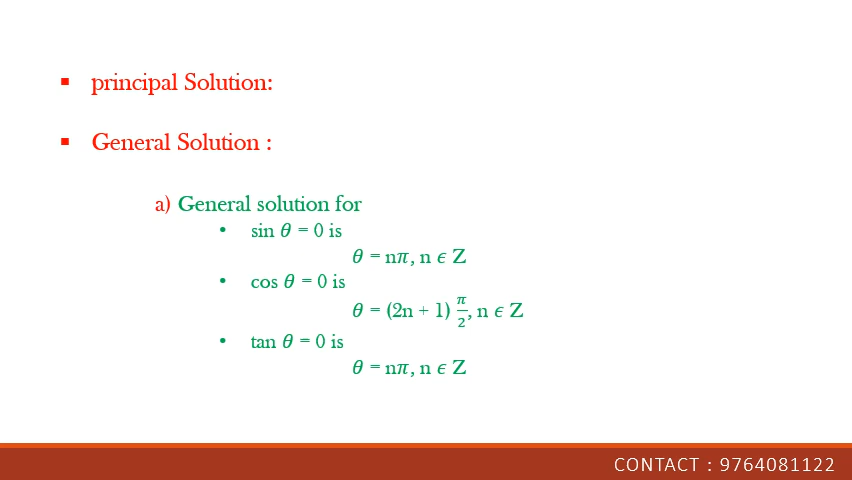 ▪ principal Solution:
▪ General Solution :
a) General solution for
• sin θ = 0 is
θ = nπ, n ϵ Z
• cos θ = 0 is
θ = (2n + 1) π/2, n ϵ Z
• tan θ = 0 is
θ = nπ, n ϵ Z
CONTACT : 9764081122